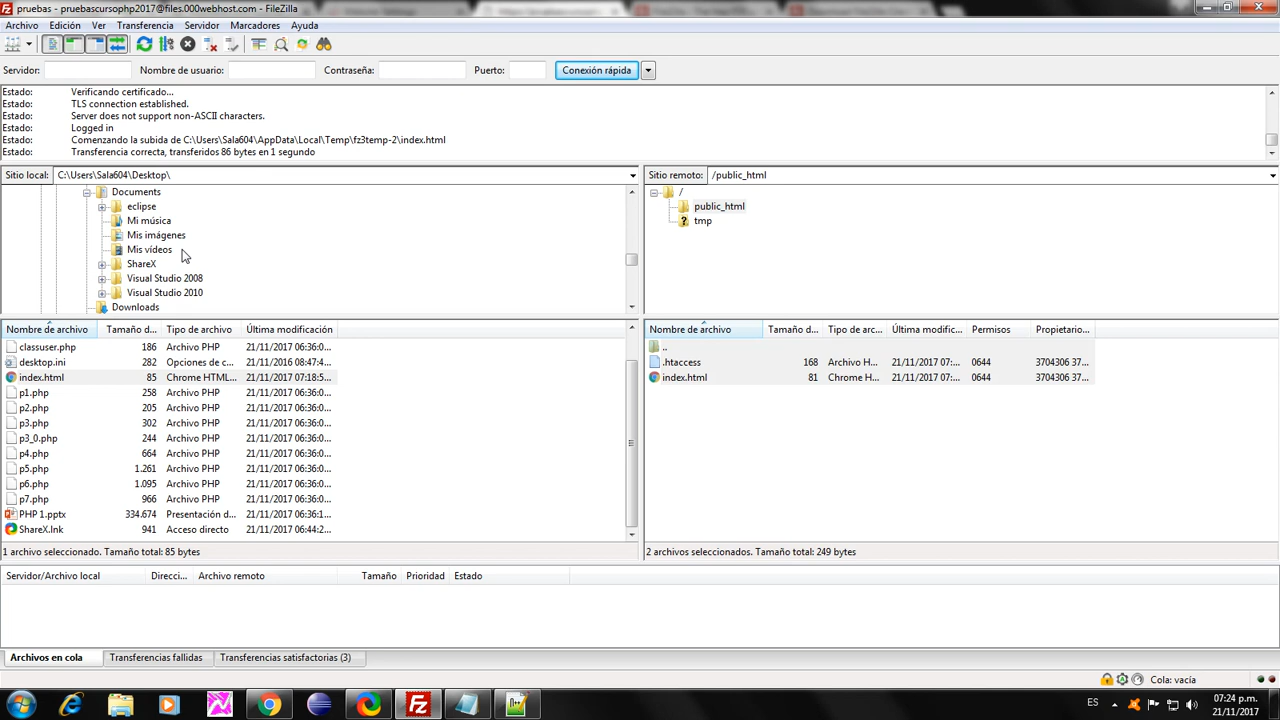 pruebas - pruebascursophp2017@files.000webhost.com - FileZilla
Archivo Edición Ver Transferencia Servidor Marcadores Ayuda
Servidor: Nombre de usuario: Contraseña: Puerto: Conexión rápida
Estado: Verificando certificado...
Estado: TLS connection established.
Estado: Server does not support non-ASCII characters.
Estado: Logged in
Estado: Comenzando la subida de C:\Users\Sala604\AppData\Local\Temp\fz3temp-2\index.html
Estado: Transferencia correcta, transferidos 86 bytes en 1 segundo
Sitio local: C:\Users\Sala604\Desktop\
Documents
eclipse
Mi música
Mis imágenes
Mis vídeos
ShareX
Visual Studio 2008
Visual Studio 2010
Downloads
Sitio remoto: /public_html
/
public_html
? tmp
Nombre de archivo Tamaño d... Tipo de archivo Última modificación
classuser.php 186 Archivo PHP 21/11/2017 06:36:0...
desktop.ini 282 Opciones de c... 21/11/2016 08:47:4...
index.html 85 Chrome HTML... 21/11/2017 07:18:5...
p1.php 258 Archivo PHP 21/11/2017 06:36:0...
p2.php 205 Archivo PHP 21/11/2017 06:36:0...
p3.php 302 Archivo PHP 21/11/2017 06:36:0...
p3_0.php 244 Archivo PHP 21/11/2017 06:36:0...
p4.php 664 Archivo PHP 21/11/2017 06:36:0...
p5.php 1.261 Archivo PHP 21/11/2017 06:36:0...
p6.php 1.095 Archivo PHP 21/11/2017 06:36:0...
p7.php 966 Archivo PHP 21/11/2017 06:36:0...
PHP 1.pptx 334.674 Presentación d... 21/11/2017 06:36:1...
ShareX.lnk 941 Acceso directo 21/11/2017 06:44:2...
1 archivo seleccionado. Tamaño total: 85 bytes
Nombre de archivo Tamaño d... Tipo de arc... Última modific... Permisos Propietario...
..
.htaccess 168 Archivo H... 21/11/2017 07:... 0644 3704306 37...
index.html 81 Chrome H... 21/11/2017 07:... 0644 3704306 37...
2 archivos seleccionados. Tamaño total: 249 bytes
Servidor/Archivo local Direcci... Archivo remoto Tamaño Prioridad Estado
Archivos en cola Transferencias fallidas Transferencias satisfactorias (3)
Cola: vacía
ES 07:24 p.m.
21/11/2017